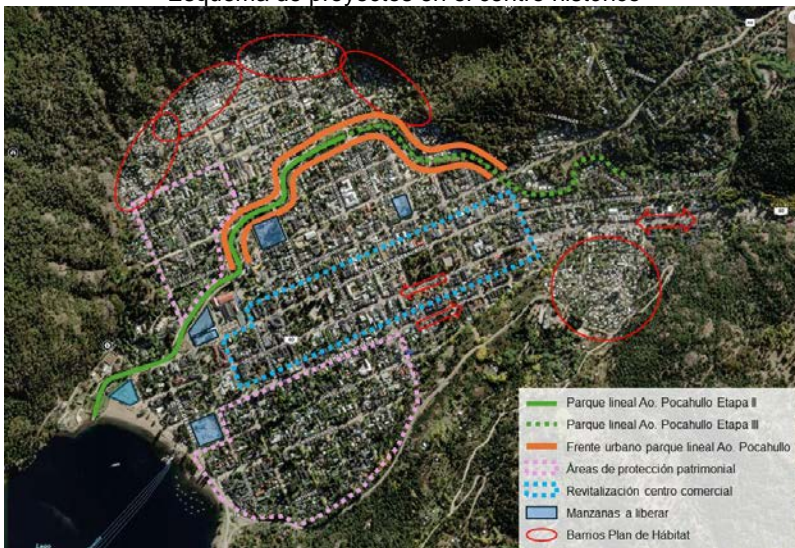 Esquema de proyectos en el centro histórico
Parque lineal Ao. Pocahullo Etapa II
Parque lineal Ao. Pocahullo Etapa III
Frente urbano parque lineal Ao. Pocahullo
Áreas de protección patrimonial
Revitalización centro comercial
Manzanas a liberar
Barrios Plan de Hábitat